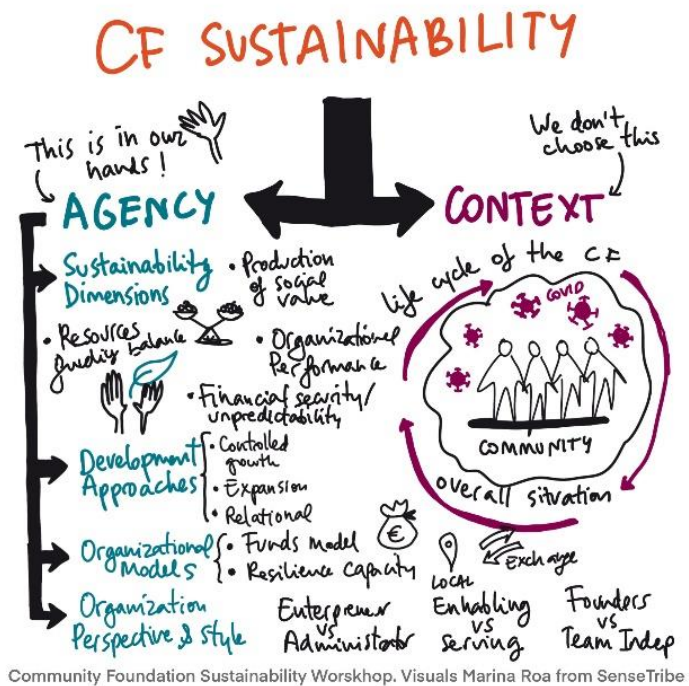 CF SUSTAINABILITY
This is in our
hands!
We don't
choose this
AGENCY
CONTEXT
Sustainability
Dimensions
• Production
of social
value
• Resources
balance
• Organizational
Performance
• Financial security/
unpredictability
Development
Approaches
• Controlled
growth
• Expansion
• Relational
Organizational
Models
• Funds model
• Resilience capacity
Organization
Perspective & style
Enterpreneur
vs
Administrator
Enabling
vs
serving
Founders
vs
Team Indep
life cycle of the CF
COVID
COMMUNITY
overall situation
€
LOCAL
Exchange
Community Foundation Sustainability Worskhop. Visuals Marina Roa from SenseTribe